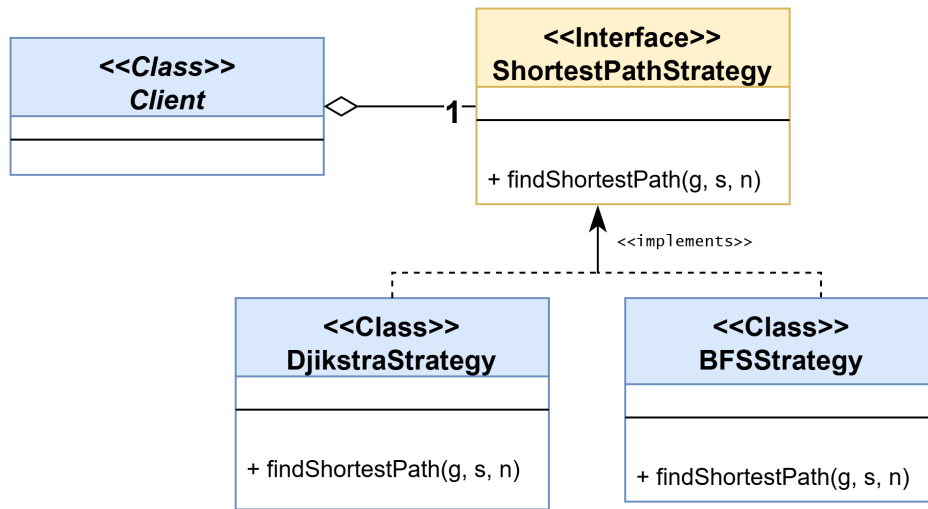 <<Class>>
Client
1
<<Interface>>
ShortestPathStrategy
+ findShortestPath(g, s, n)
<<implements>>
<<Class>>
DjikstraStrategy
+ findShortestPath(g, s, n)
<<Class>>
BFSStrategy
+ findShortestPath(g, s, n)